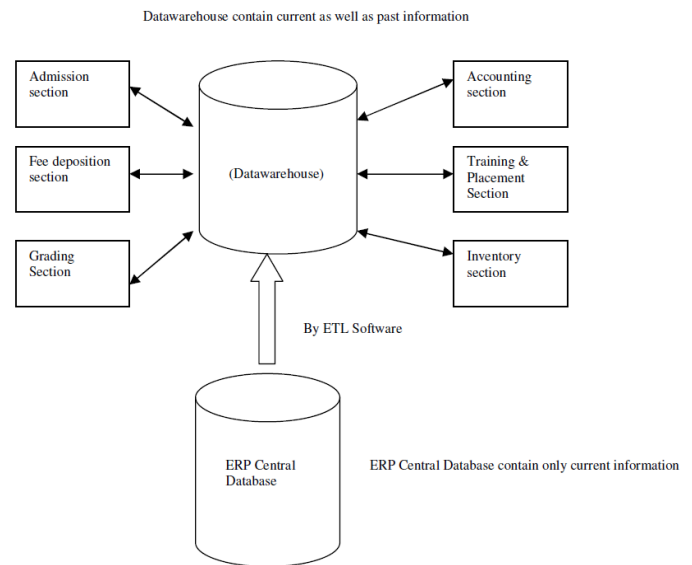 Datawarehouse contain current as well as past information
Admission
section
Accounting
section
Fee deposition
section
(Datawarehouse)
Training &
Placement
Section
Grading
Section
Inventory
section
By ETL Software
ERP Central
Database
ERP Central Database contain only current information